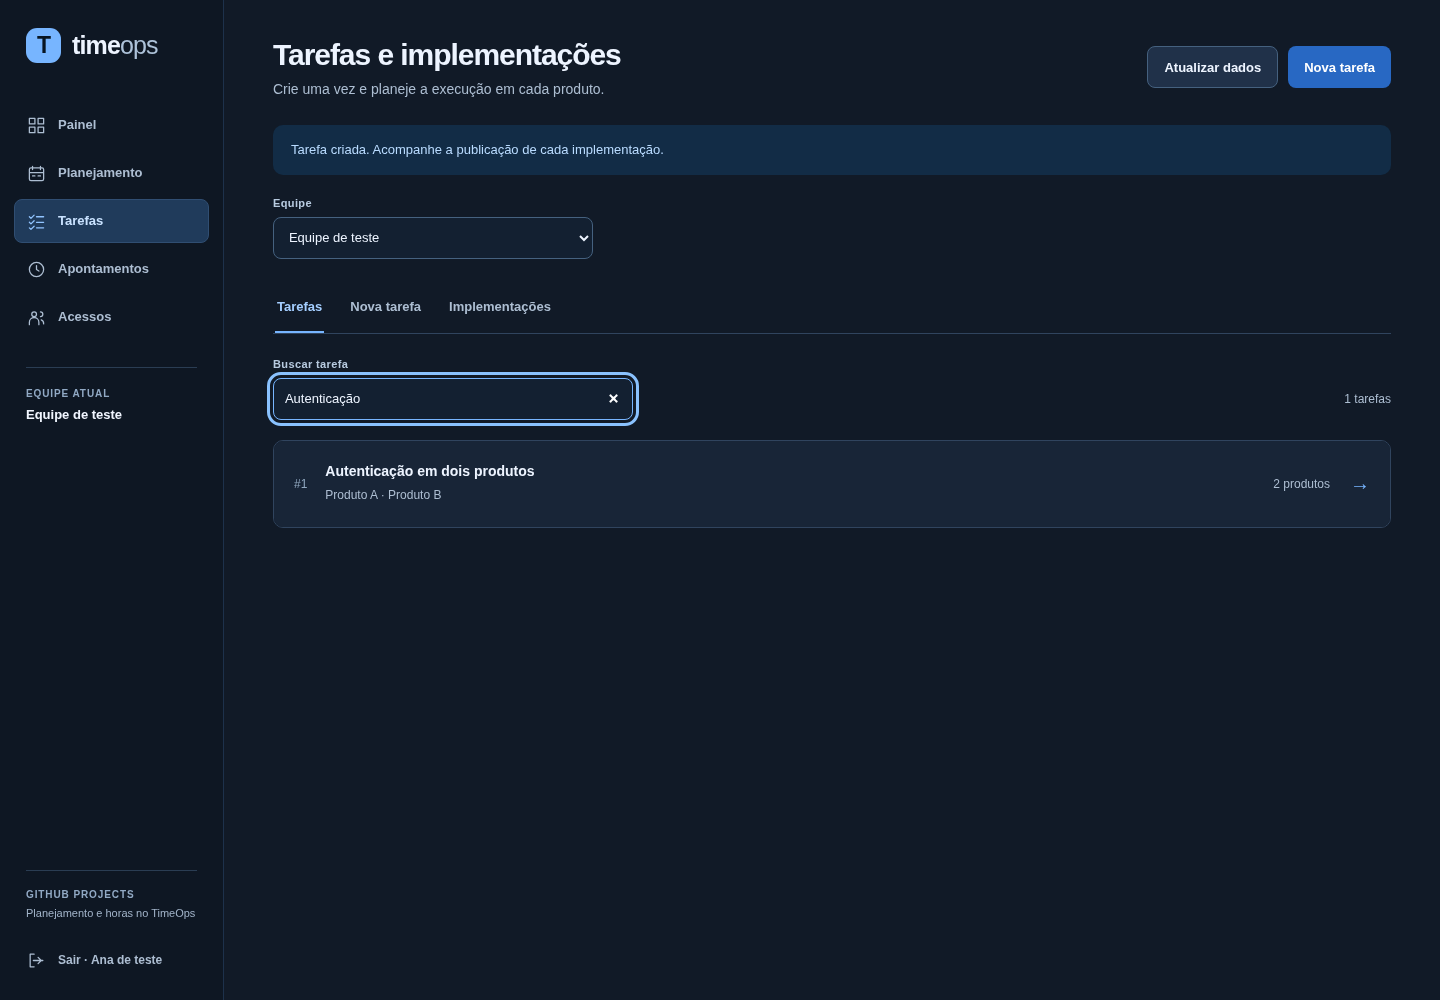 T timeops
Painel
Planejamento
Tarefas
Apontamentos
Acessos
EQUIPE ATUAL
Equipe de teste
GITHUB PROJECTS
Planejamento e horas no TimeOps
Sair · Ana de teste
Tarefas e implementações
Crie uma vez e planeje a execução em cada produto.
Atualizar dados
Nova tarefa
Tarefa criada. Acompanhe a publicação de cada implementação.
Equipe
Equipe de teste
Tarefas
Nova tarefa
Implementações
Buscar tarefa
Autenticação
1 tarefas
#1
Autenticação em dois produtos
Produto A · Produto B
2 produtos →